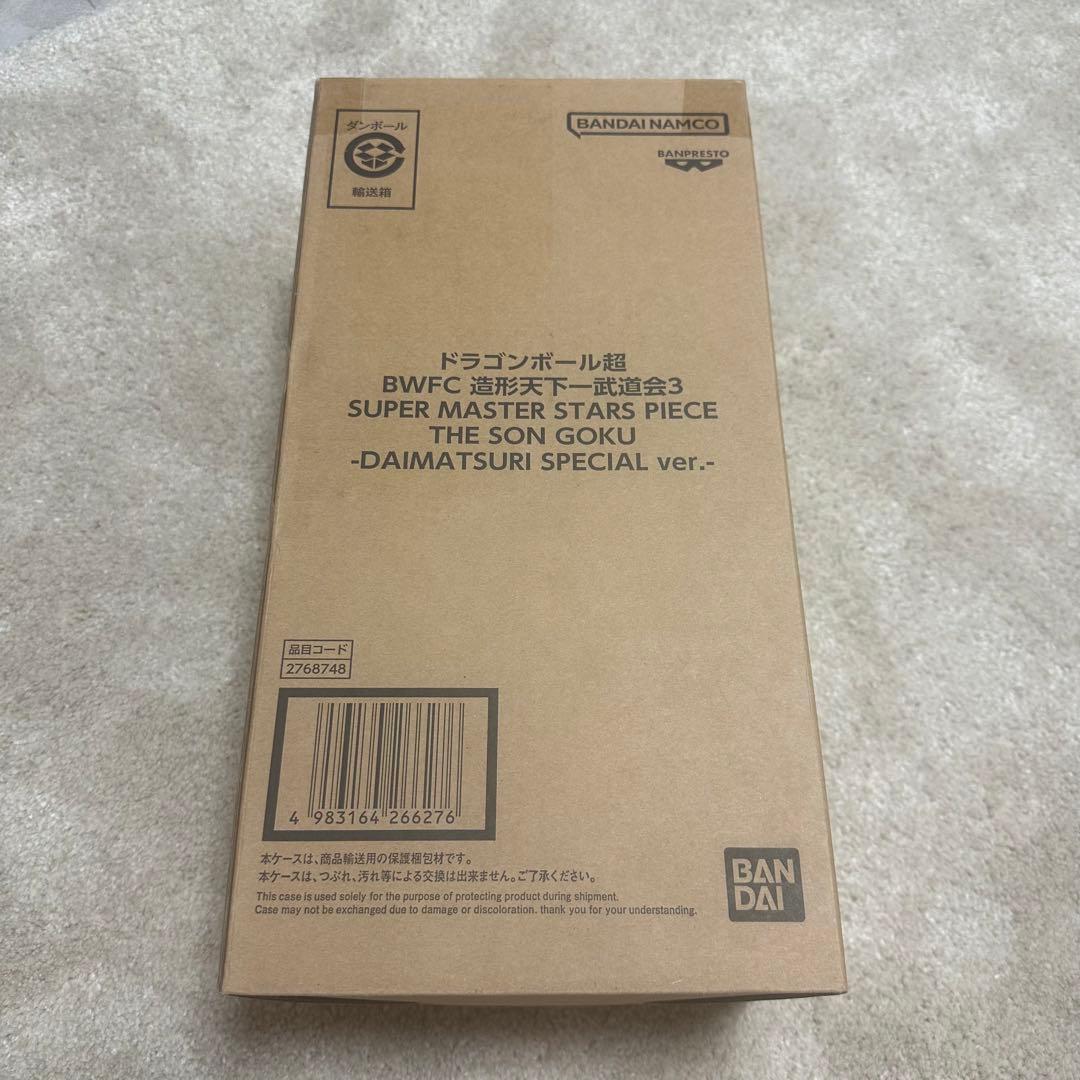 ダンボール
輸送箱
BANDAI NAMCO
BANPRESTO
ドラゴンボール超
BWFC 造形天下一武道会3
SUPER MASTER STARS PIECE
THE SON GOKU
-DAIMATSURI SPECIAL ver.-
品目コード
2768748
4 983164 266276
本ケースは、商品輸送用の保護梱包材です。
本ケースは、つぶれ、汚れ等による交換は出来ません。ご了承ください。
This case is used solely for the purpose of protecting product during shipment.
Case may not be exchanged due to damage or discoloration. thank you for your understanding.
BAN
DAI